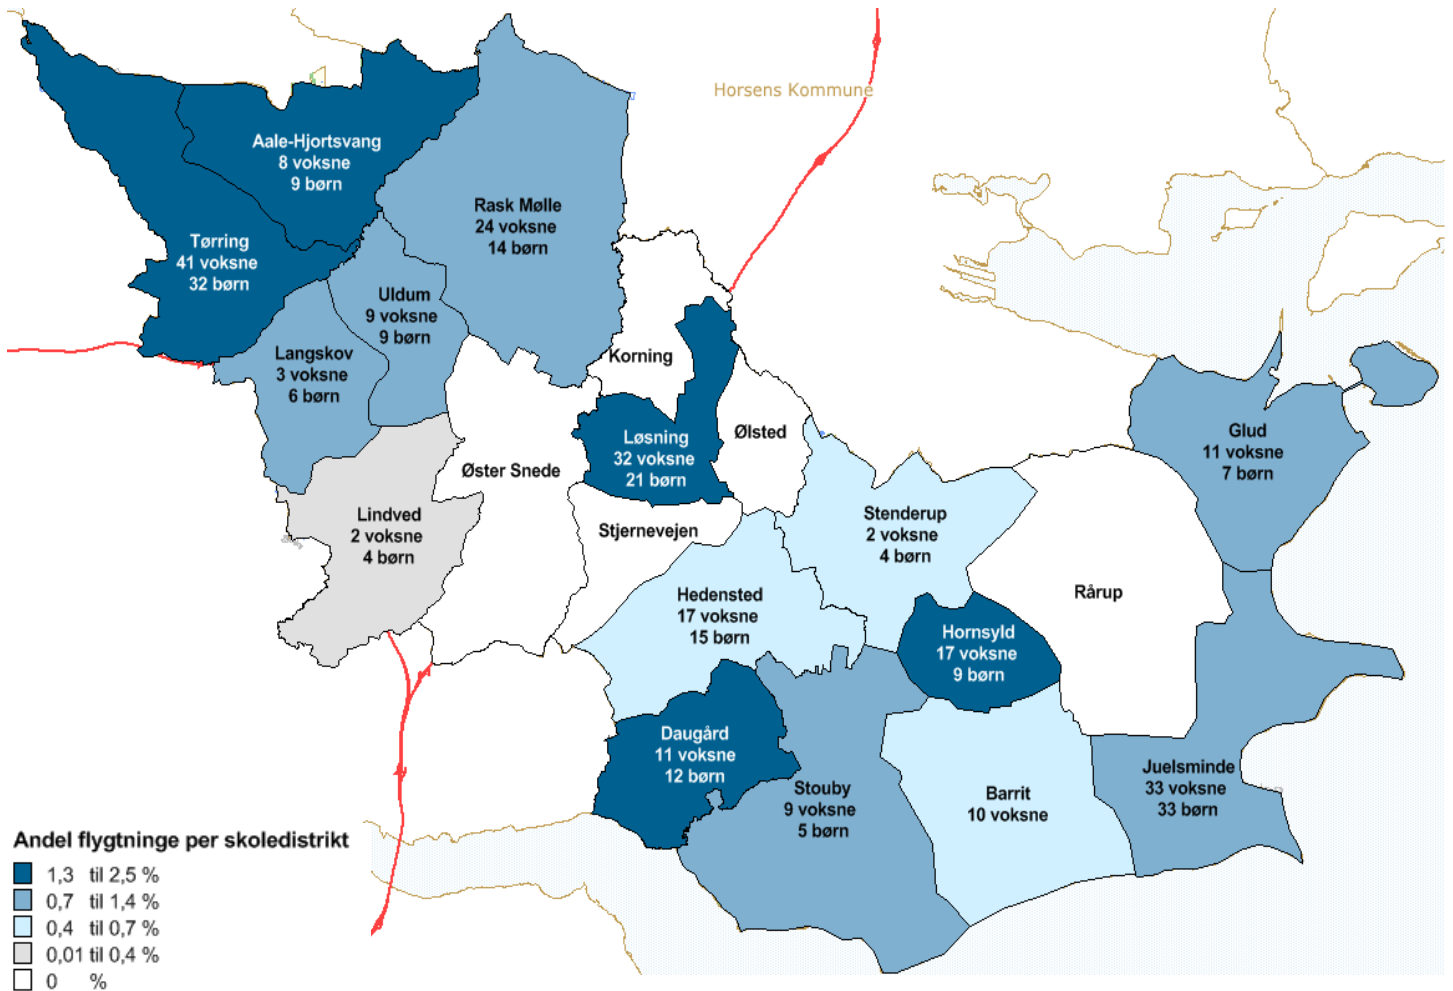 Horsens Kommune
Aale-Hjortsvang
8 voksne
9 børn
Rask Mølle
24 voksne
14 børn
Tørring
41 voksne
32 børn
Uldum
9 voksne
9 børn
Langskov
3 voksne
6 børn
Korning
Løsning
32 voksne
21 børn
Ølsted
Glud
11 voksne
7 børn
Øster Snede
Lindved
2 voksne
4 børn
Stjernevejen
Stenderup
2 voksne
4 børn
Hedensted
17 voksne
15 børn
Rårup
Hornsyld
17 voksne
9 børn
Daugård
11 voksne
12 børn
Stouby
9 voksne
5 børn
Barrit
10 voksne
Juelsminde
33 voksne
33 børn
Andel flygtninge per skoledistrikt
1,3 til 2,5 %
0,7 til 1,4 %
0,4 til 0,7 %
0,01 til 0,4 %
0 %